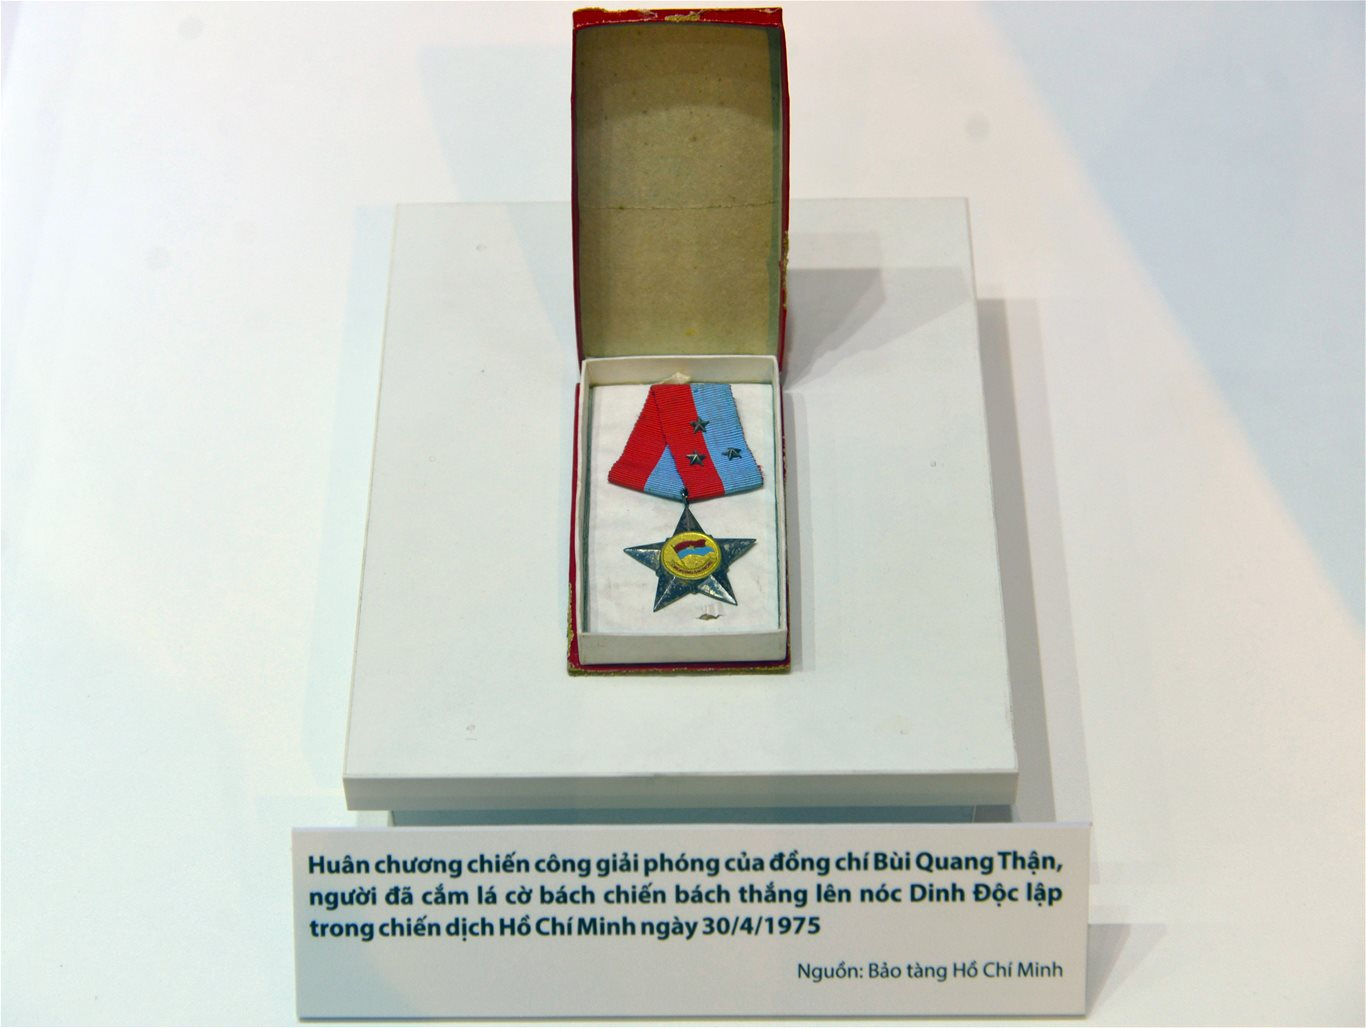 Huân chương chiến công giải phóng của đồng chí Bùi Quang Thận,
người đã cắm lá cờ bách chiến bách thắng lên nóc Dinh Độc lập
trong chiến dịch Hồ Chí Minh ngày 30/4/1975
Nguồn: Bảo tàng Hồ Chí Minh